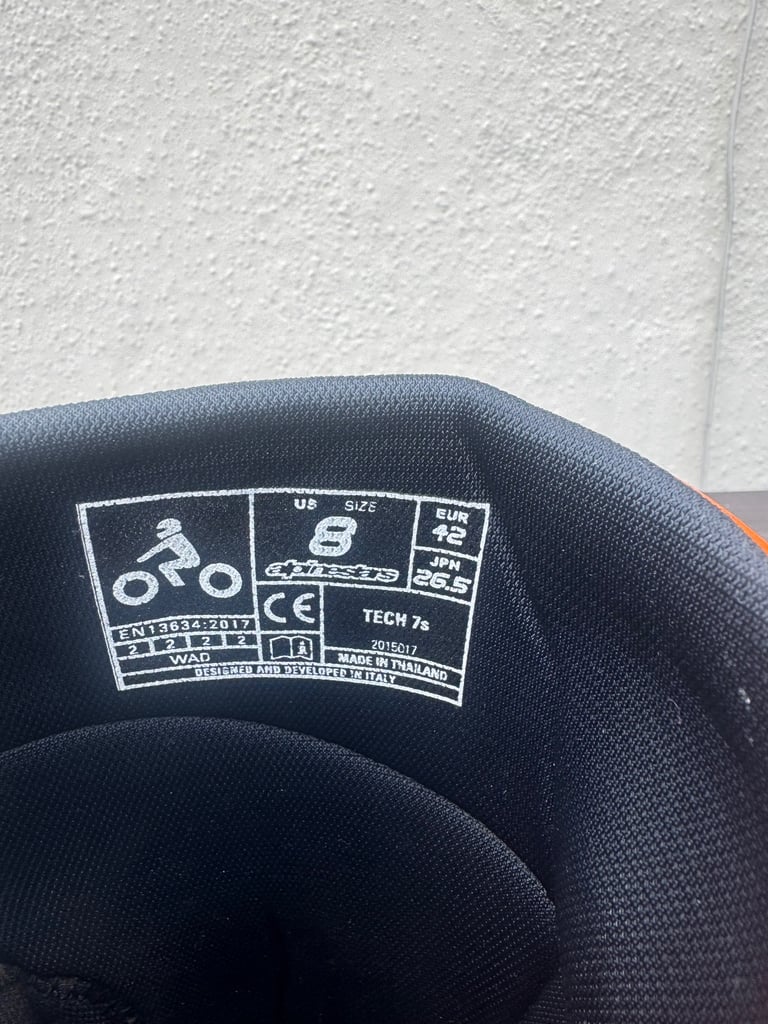 US SIZE
8
alpinestars
EUR
42
JPN
26.5
EN13634:2017
2 2 2 2
WAD
CE
TECH 7s
2015017
MADE IN THAILAND
DESIGNED AND DEVELOPED IN ITALY